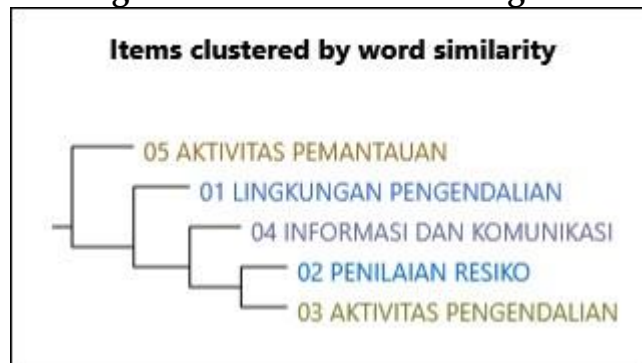 Items clustered by word similarity
05 AKTIVITAS PEMANTAUAN
01 LINGKUNGAN PENGENDALIAN
04 INFORMASI DAN KOMUNIKASI
02 PENILAIAN RESIKO
03 AKTIVITAS PENGENDALIAN